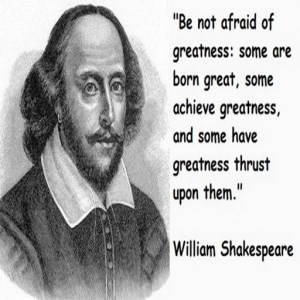 "Be not afraid of
greatness: some are
born great, some
achieve greatness,
and some have
greatness thrust
upon them."
William Shakespeare